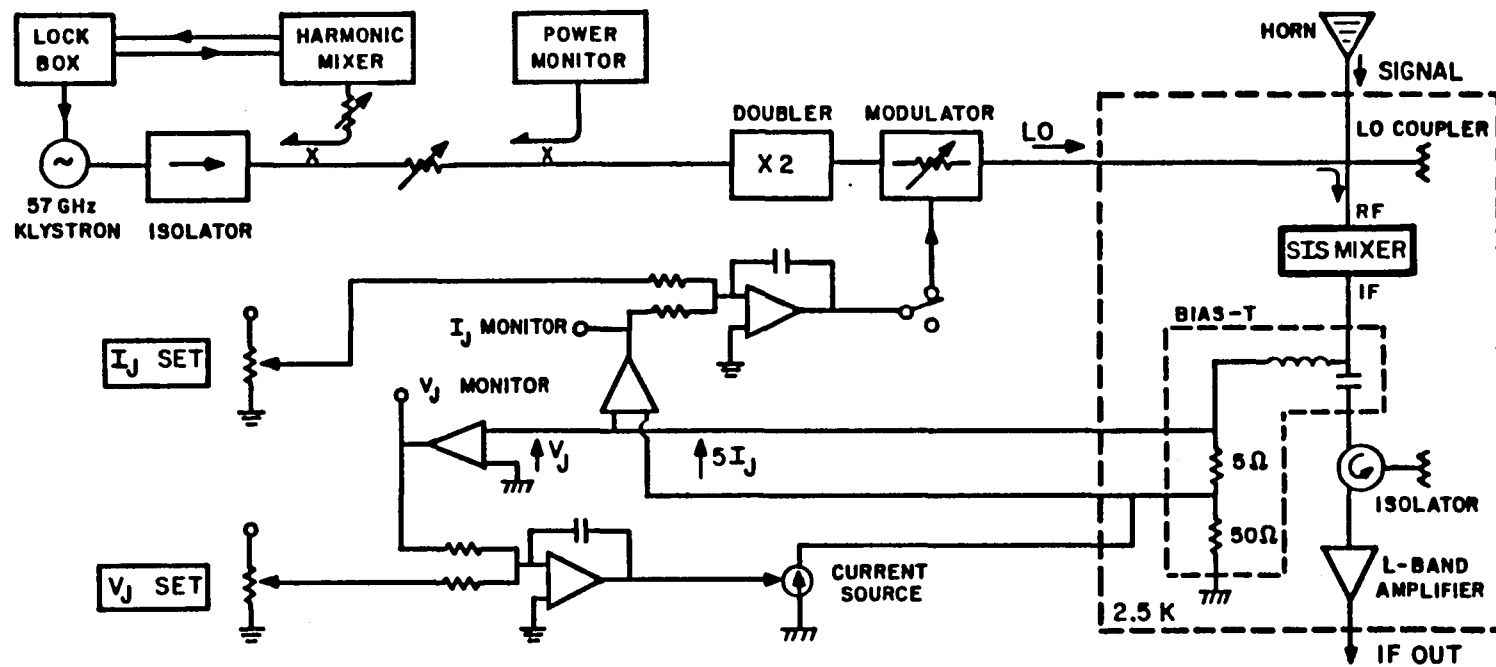 LOCK
BOX
HARMONIC
MIXER
POWER
MONITOR
HORN
SIGNAL
DOUBLER
MODULATOR
LO
LO COUPLER
X
X
X 2
~
57 GHz
KLYSTRON
ISOLATOR
RF
SIS MIXER
IF
BIAS-T
I_J MONITOR
I_J SET
V_J MONITOR
V_J
5I_J
5Ω
ISOLATOR
50Ω
V_J SET
CURRENT
SOURCE
L-BAND
AMPLIFIER
2.5 K
IF OUT